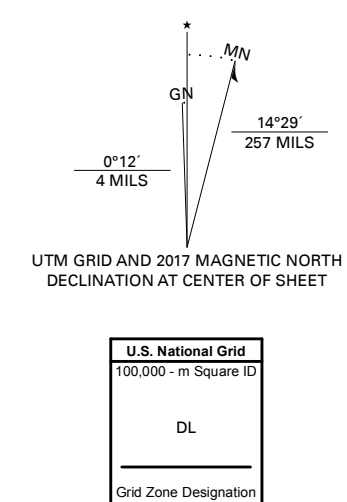 ★
MN
GN
14°29´
257 MILS
0°12´
4 MILS
UTM GRID AND 2017 MAGNETIC NORTH
DECLINATION AT CENTER OF SHEET
U.S. National Grid
100,000 - m Square ID
DL
Grid Zone Designation